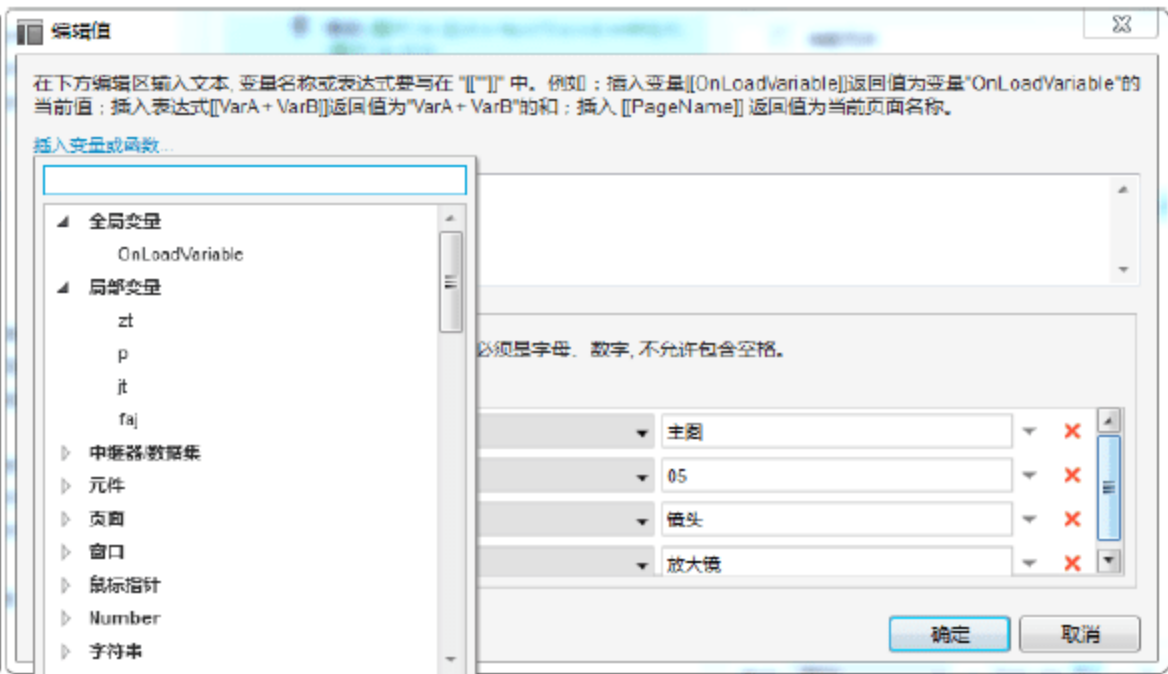 编辑值
在下方编辑区输入文本, 变量名称或表达式要写在 "[[""]]" 中。例如：插入变量[[OnLoadVariable]]返回值为变量"OnLoadVariable"的
当前值；插入表达式[[VarA + VarB]]返回值为"VarA + VarB"的和；插入 [[PageName]] 返回值为当前页面名称。
插入变量或函数...
全局变量
OnLoadVariable
局部变量
zt
必须是字母、数字, 不允许包含空格。
p
jt
faj
主图
中继器/数据集
05
元件
页面
镜头
窗口
放大镜
鼠标指针
Number
确定
取消
字符串